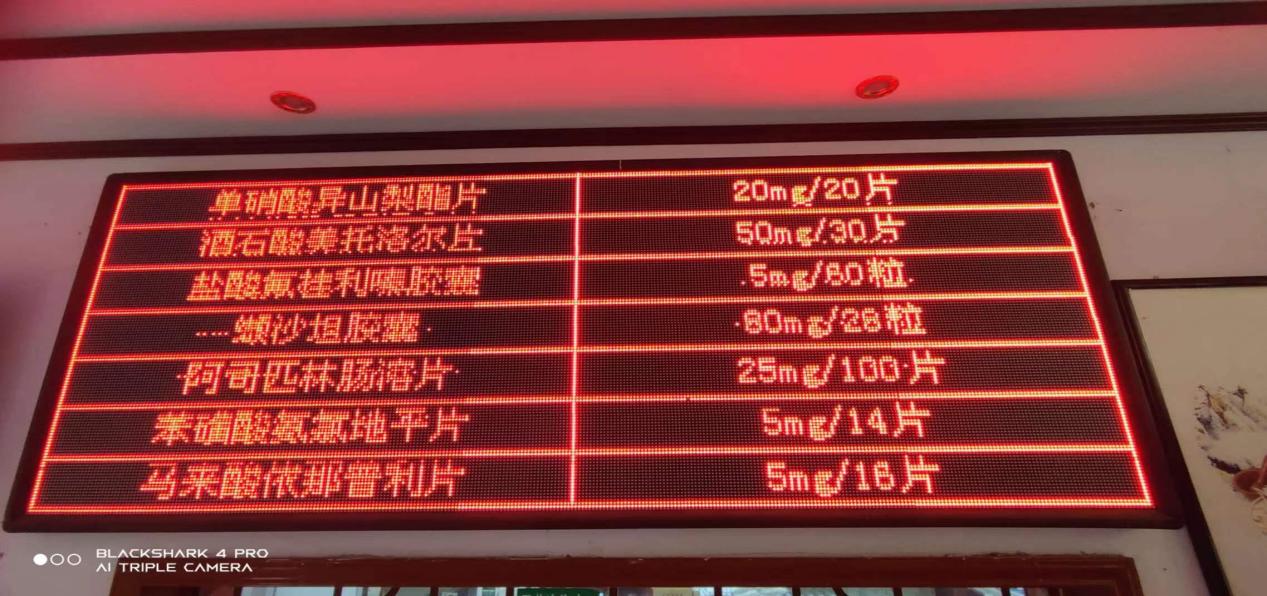 单硝酸异山梨酯片 20mg/20片
酒石酸美托洛尔片 50mg/30片
盐酸氟桂利嗪胶囊 5mg/60粒
缬沙坦胶囊 80mg/28粒
阿司匹林肠溶片 25mg/100片
苯磺酸氨氯地平片 5mg/14片
马来酸依那普利片 5mg/16片
BLACKSHARK 4 PRO
AI TRIPLE CAMERA